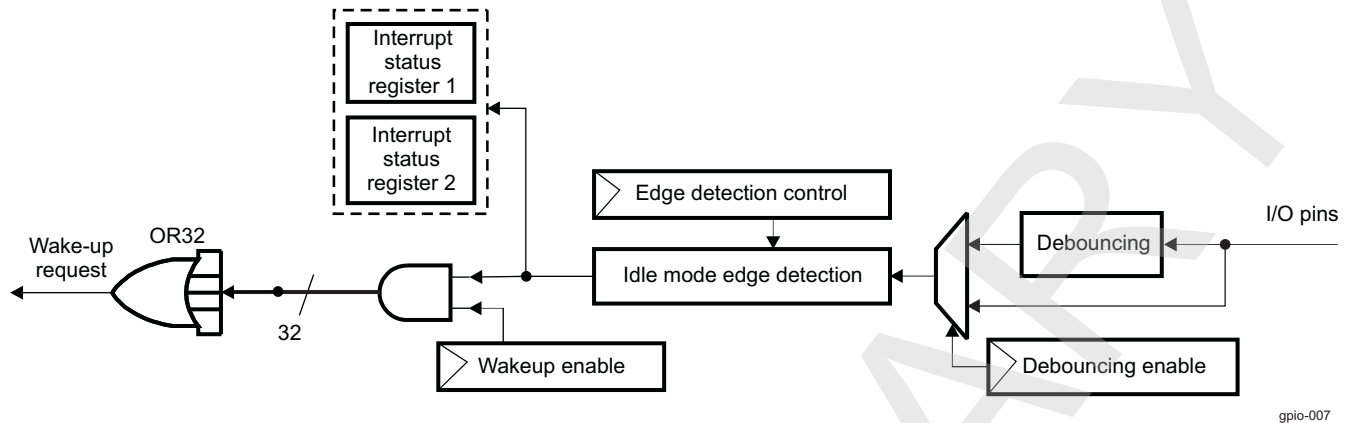 Interrupt
status
register 1
Interrupt
status
register 2
Edge detection control
I/O pins
Wake-up
request
OR32
Debouncing
Idle mode edge detection
32
Wakeup enable
Debouncing enable
gpio-007
ARY